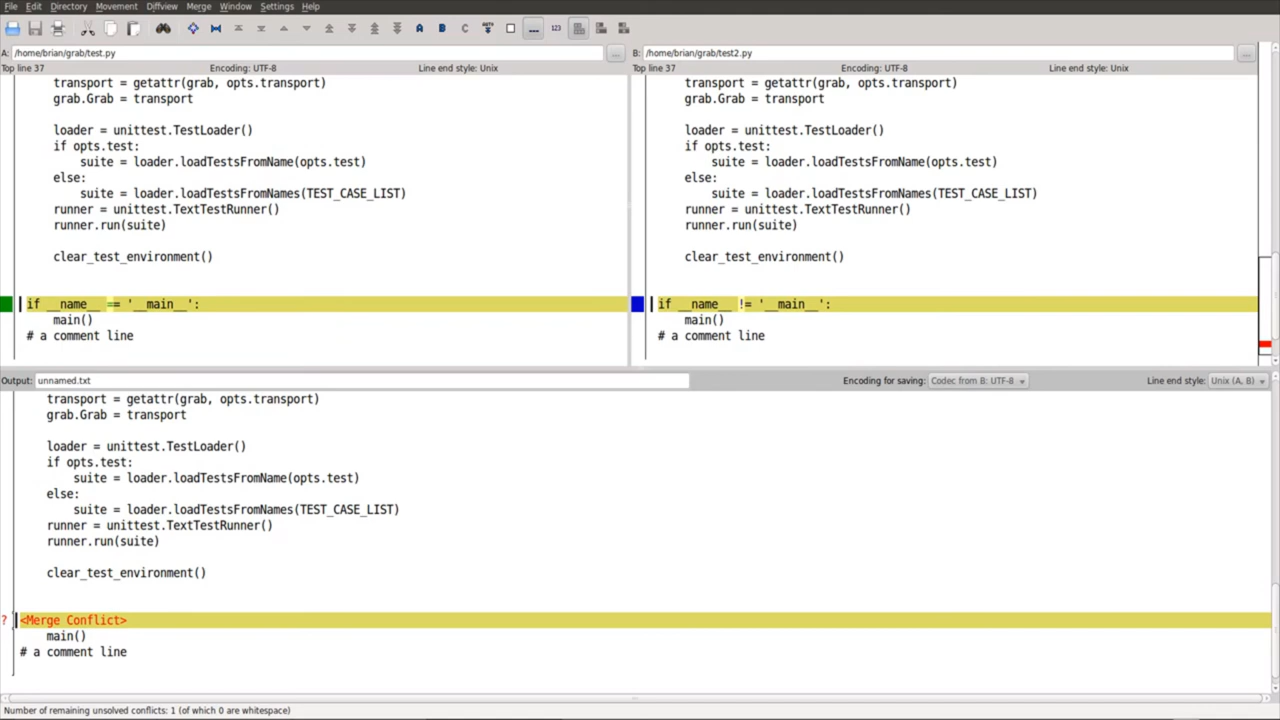 File Edit Directory Movement Diffview Merge Window Settings Help
A B C AUTO ... 123
A: /home/brian/grab/test.py ...
Top line 37 Encoding: UTF-8 Line end style: Unix
transport = getattr(grab, opts.transport)
grab.Grab = transport
loader = unittest.TestLoader()
if opts.test:
suite = loader.loadTestsFromName(opts.test)
else:
suite = loader.loadTestsFromNames(TEST_CASE_LIST)
runner = unittest.TextTestRunner()
runner.run(suite)
clear_test_environment()
if __name__ == '__main__':
main()
# a comment line
B: /home/brian/grab/test2.py ...
Top line 37 Encoding: UTF-8 Line end style: Unix
transport = getattr(grab, opts.transport)
grab.Grab = transport
loader = unittest.TestLoader()
if opts.test:
suite = loader.loadTestsFromName(opts.test)
else:
suite = loader.loadTestsFromNames(TEST_CASE_LIST)
runner = unittest.TextTestRunner()
runner.run(suite)
clear_test_environment()
if __name__ != '__main__':
main()
# a comment line
Output: unnamed.txt Encoding for saving: Codec from B: UTF-8 Line end style: Unix (A, B)
transport = getattr(grab, opts.transport)
grab.Grab = transport
loader = unittest.TestLoader()
if opts.test:
suite = loader.loadTestsFromName(opts.test)
else:
suite = loader.loadTestsFromNames(TEST_CASE_LIST)
runner = unittest.TextTestRunner()
runner.run(suite)
clear_test_environment()
? <Merge Conflict>
main()
# a comment line
Number of remaining unsolved conflicts: 1 (of which 0 are whitespace)